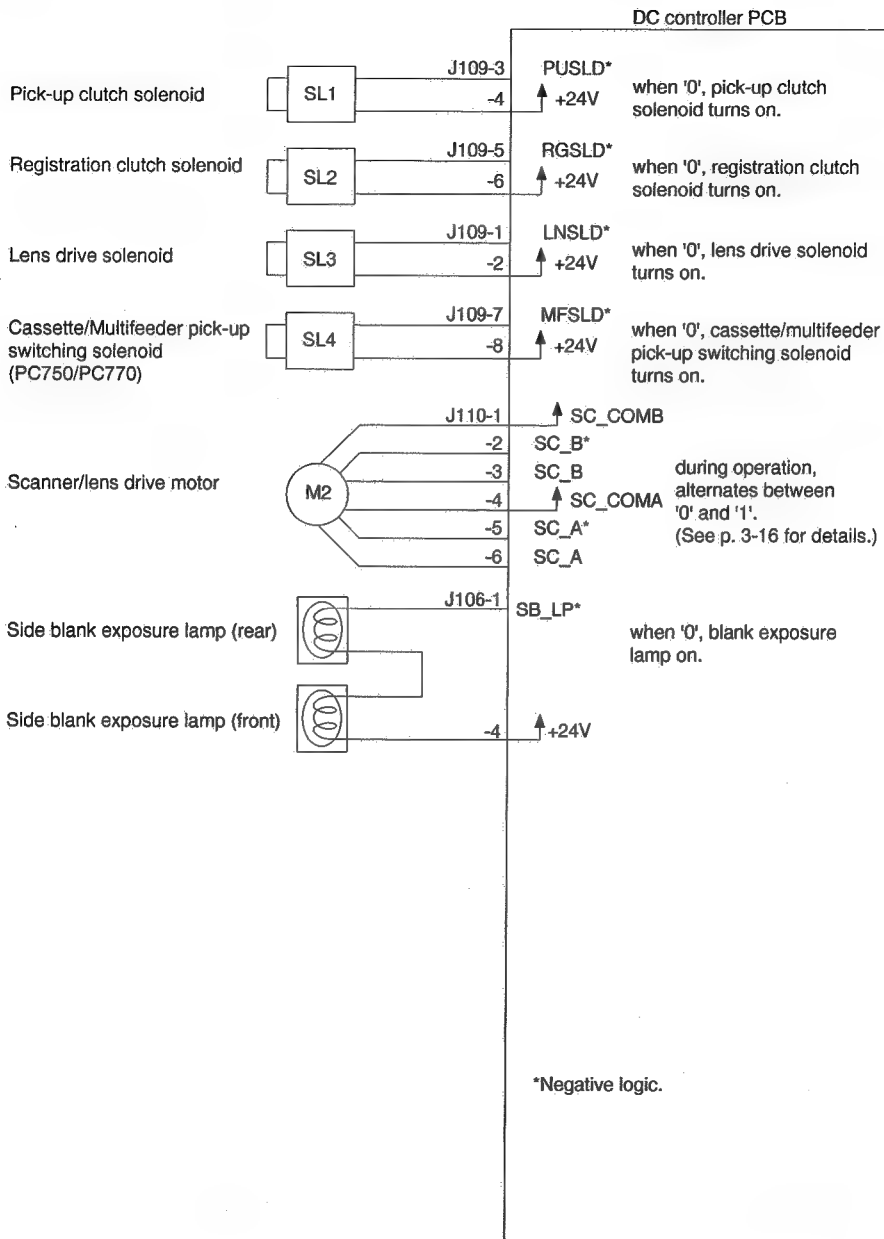 DC controller PCB
Pick-up clutch solenoid
SL1
J109-3
-4
PUSLD*
+24V
when '0', pick-up clutch
solenoid turns on.
Registration clutch solenoid
SL2
J109-5
-6
RGSLD*
+24V
when '0', registration clutch
solenoid turns on.
Lens drive solenoid
SL3
J109-1
-2
LNSLD*
+24V
when '0', lens drive solenoid
turns on.
Cassette/Multifeeder pick-up
switching solenoid
(PC750/PC770)
SL4
J109-7
-8
MFSLD*
+24V
when '0', cassette/multifeeder
pick-up switching solenoid
turns on.
Scanner/lens drive motor
M2
J110-1
SC_COMB
-2
SC_B*
-3
SC_B
-4
SC_COMA
-5
SC_A*
-6
SC_A
during operation,
alternates between
'0' and '1'.
(See p. 3-16 for details.)
Side blank exposure lamp (rear)
J106-1
SB_LP*
when '0', blank exposure
lamp on.
Side blank exposure lamp (front)
-4
+24V
*Negative logic.